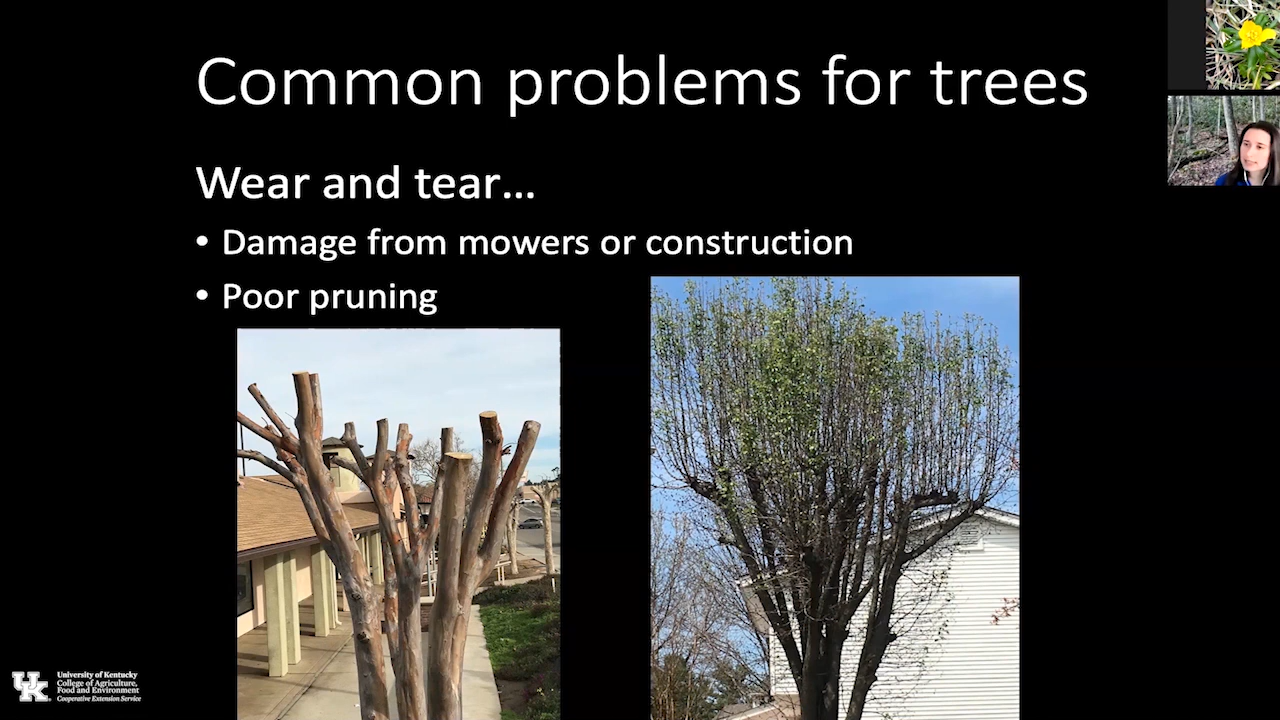 Common problems for trees
Wear and tear...
• Damage from mowers or construction
• Poor pruning
UK
University of Kentucky
College of Agriculture,
Food and Environment
Cooperative Extension Service